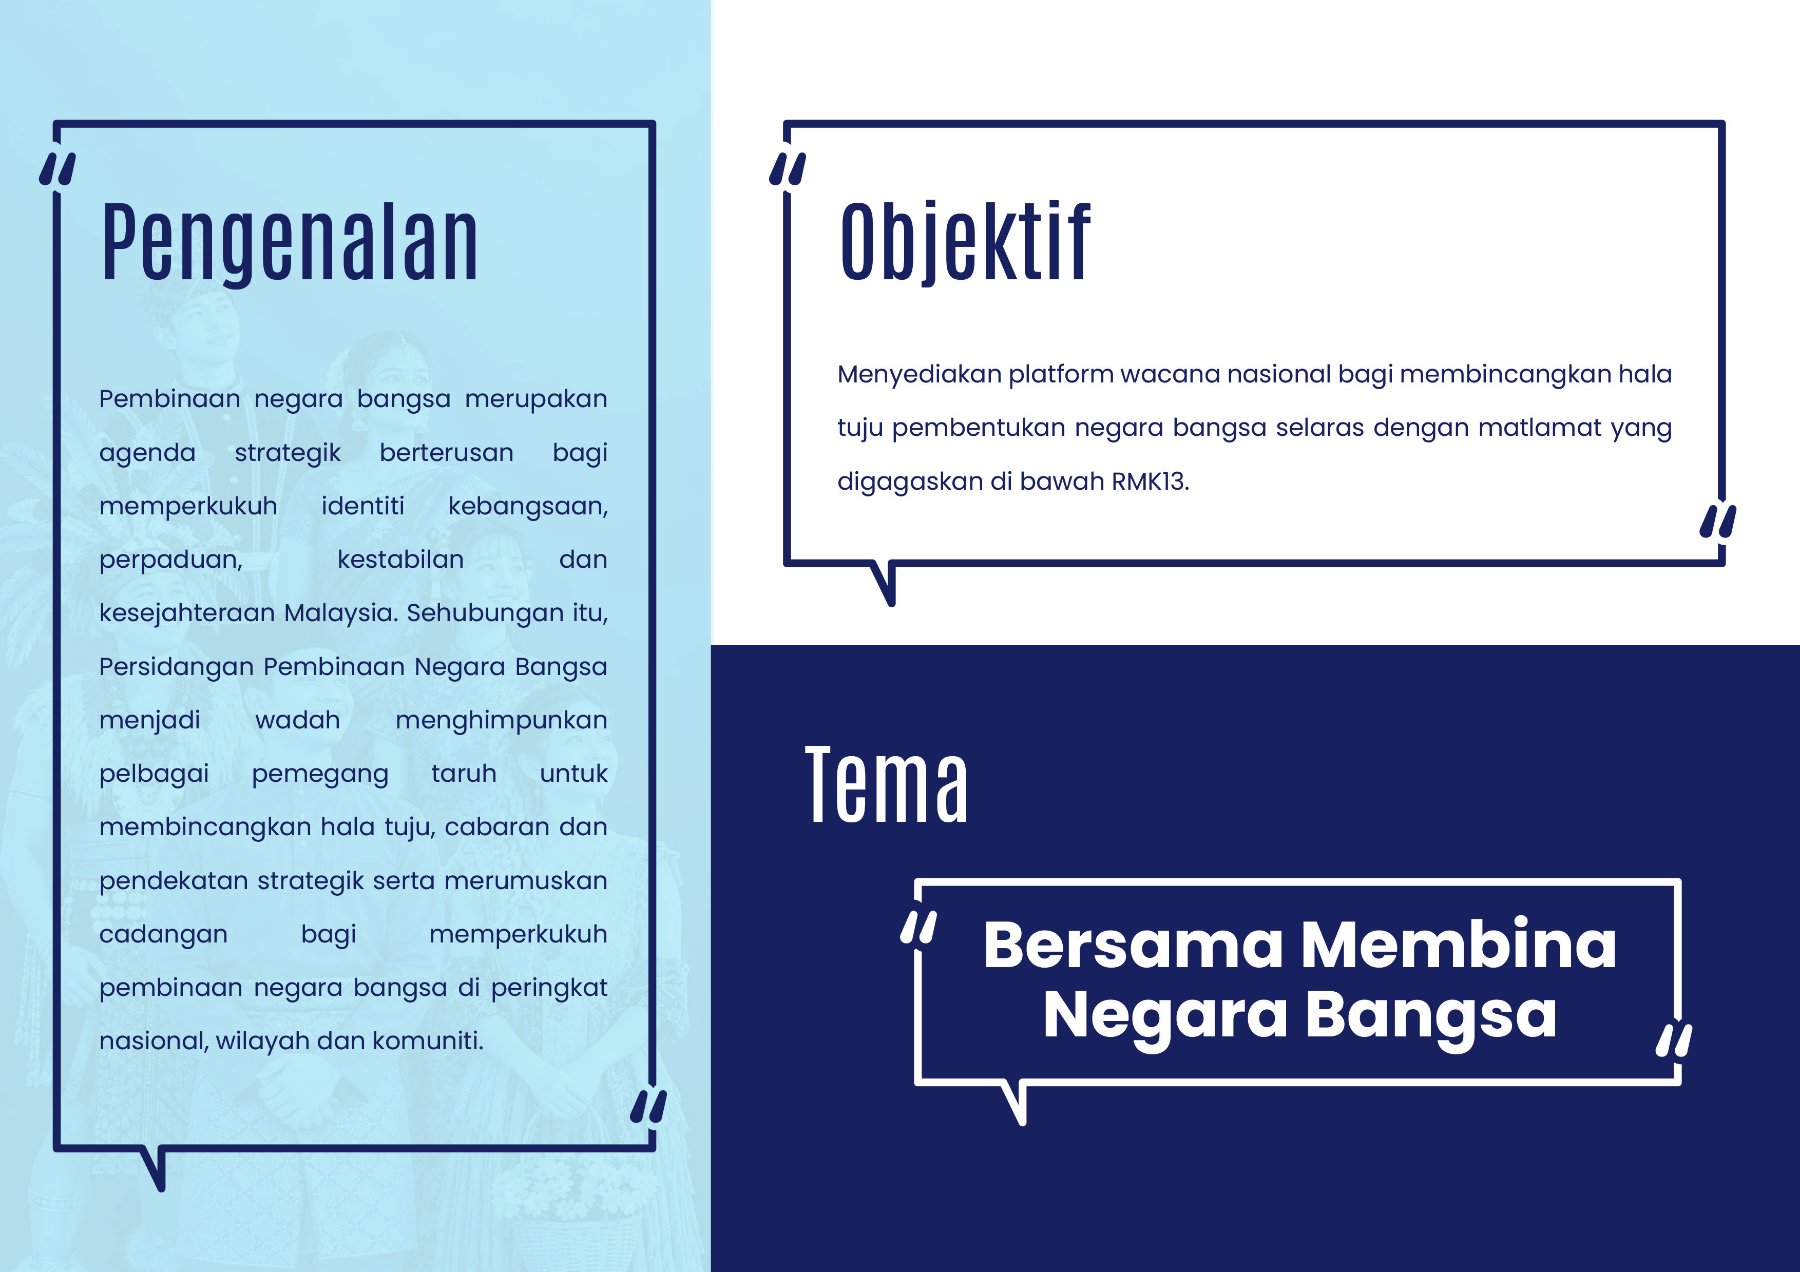 Pengenalan
Pembinaan negara bangsa merupakan
agenda strategik berterusan bagi
memperkukuh identiti kebangsaan,
perpaduan, kestabilan dan
kesejahteraan Malaysia. Sehubungan itu,
Persidangan Pembinaan Negara Bangsa
menjadi wadah menghimpunkan
pelbagai pemegang taruh untuk
membincangkan hala tuju, cabaran dan
pendekatan strategik serta merumuskan
cadangan bagi memperkukuh
pembinaan negara bangsa di peringkat
nasional, wilayah dan komuniti.
Objektif
Menyediakan platform wacana nasional bagi membincangkan hala
tuju pembentukan negara bangsa selaras dengan matlamat yang
digagaskan di bawah RMK13.
Tema
Bersama Membina
Negara Bangsa